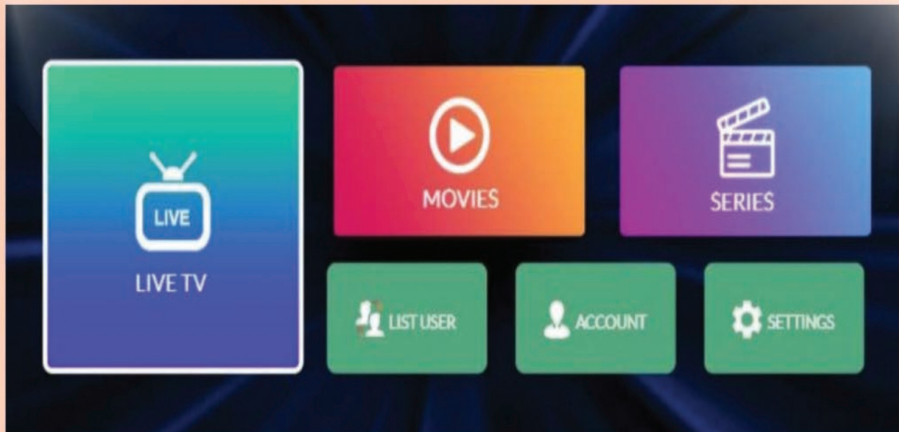 LIVE
LIVE TV
MOVIES
SERIES
LIST USER
ACCOUNT
SETTINGS